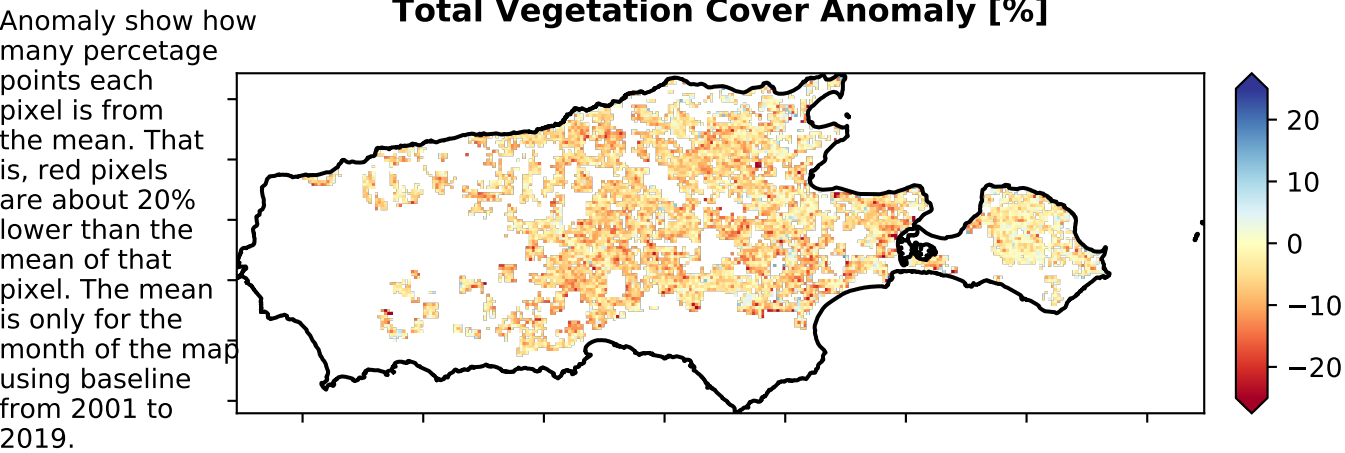 Total Vegetation Cover Anomaly [%]
Anomaly show how
many percetage
points each
pixel is from
the mean. That
is, red pixels
are about 20%
lower than the
mean of that
pixel. The mean
is only for the
month of the map
using baseline
from 2001 to
2019.
20
10
0
−10
−20